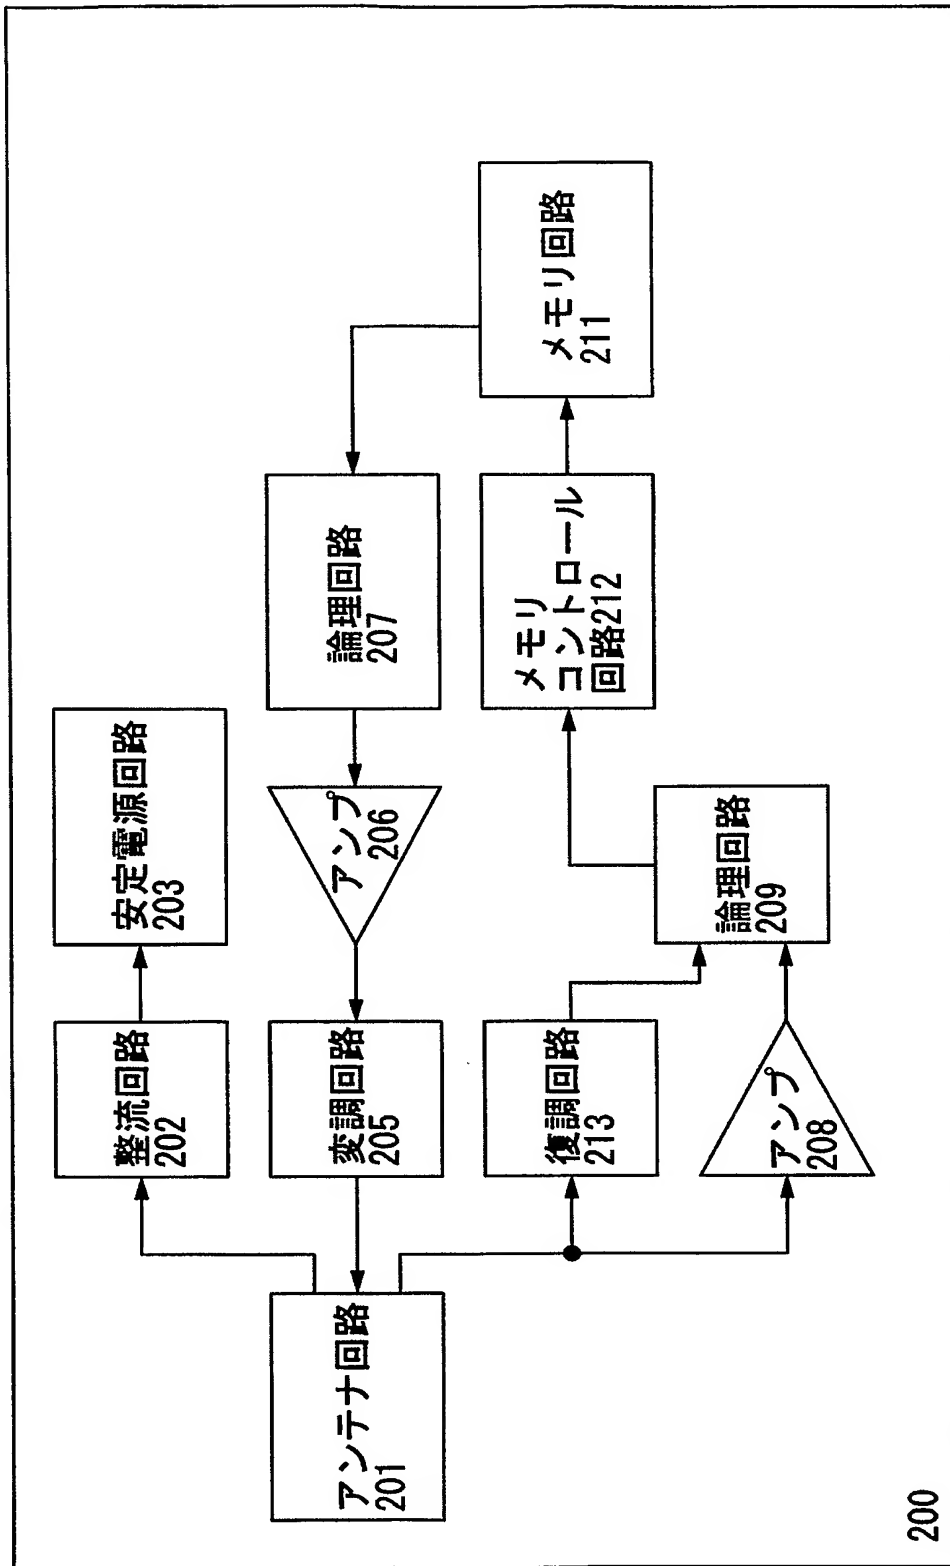 整流回路
202
安定電源回路
203
アンテナ回路
201
変調回路
205
アンプ
206
論理回路
207
復調回路
213
メモリ
コントロール
回路212
メモリ回路
211
アンプ
208
論理回路
209
200